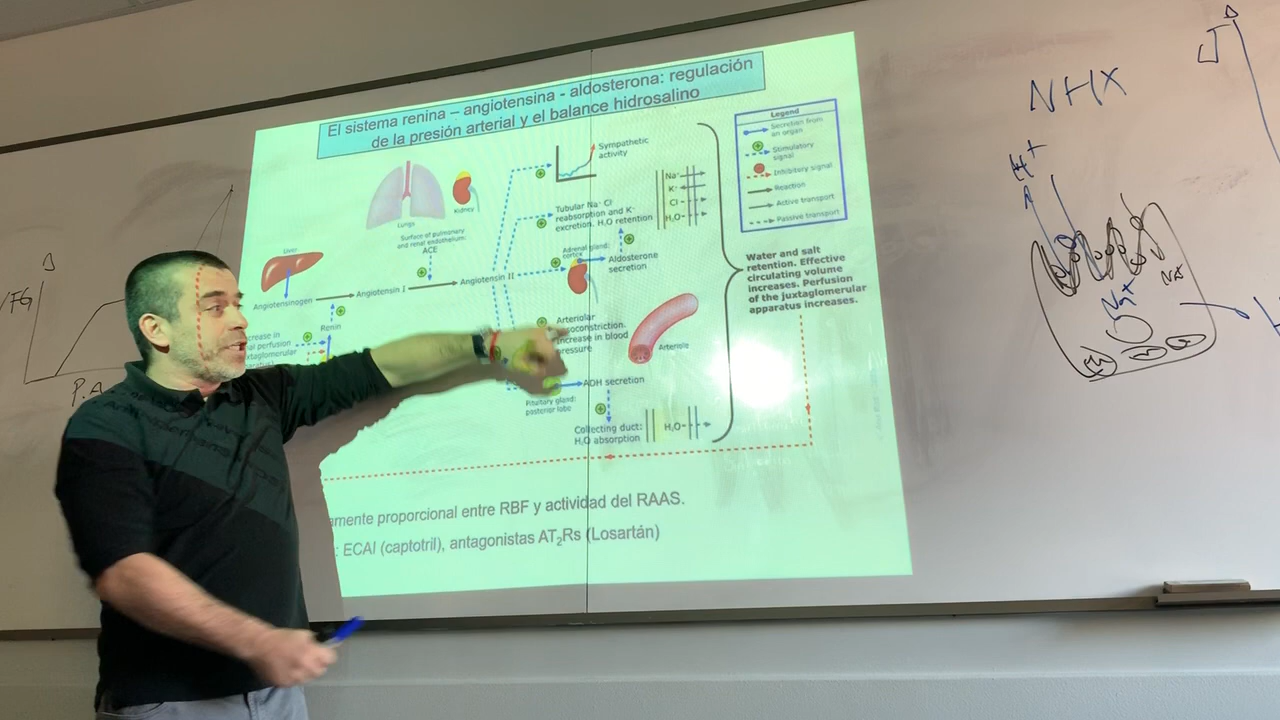 El sistema renina – angiotensina - aldosterona: regulación
de la presión arterial y el balance hidrosalino
Legend
Secretion from
an organ
Stimulatory
signal
Inhibitory signal
Reaction
Active transport
Passive transport
Sympathetic
activity
Lungs
Kidney
Surface of pulmonary
and renal endothelium:
ACE
Tubular Na⁺ Cl⁻
reabsorption and K⁺
excretion. H₂O retention
Na⁺
K⁺
Cl⁻
H₂O
Liver
Angiotensinogen
Angiotensin I
Angiotensin II
Adrenal gland:
cortex
Aldosterone
secretion
Renin
Arteriolar
vasoconstriction.
Increase in blood
pressure
Arteriole
ADH secretion
Pituitary gland:
posterior lobe
Collecting duct:
H₂O absorption
H₂O
Water and salt
retention. Effective
circulating volume
increases. Perfusion
of the juxtaglomerular
apparatus increases.
amente proporcional entre RBF y actividad del RAAS.
: ECAI (captotril), antagonistas AT₂Rs (Losartán)
NHX
H+
Na+
FG
P.A